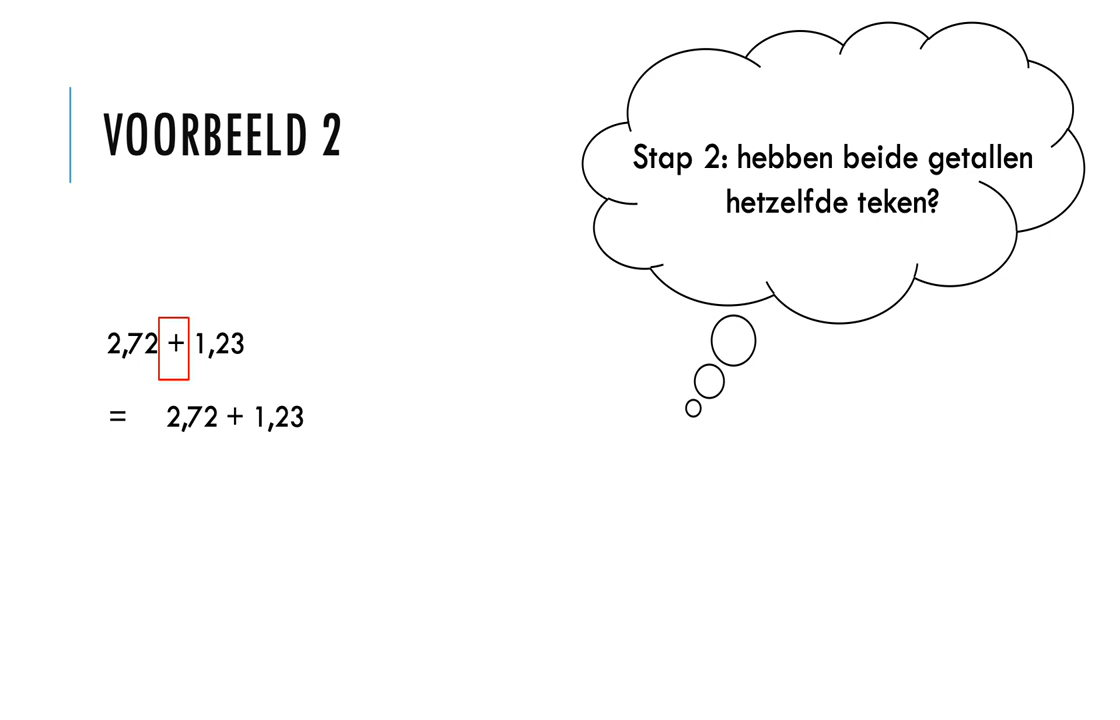 VOORBEELD 2
Stap 2: hebben beide getallen
hetzelfde teken?
2,72 + 1,23
= 2,72 + 1,23